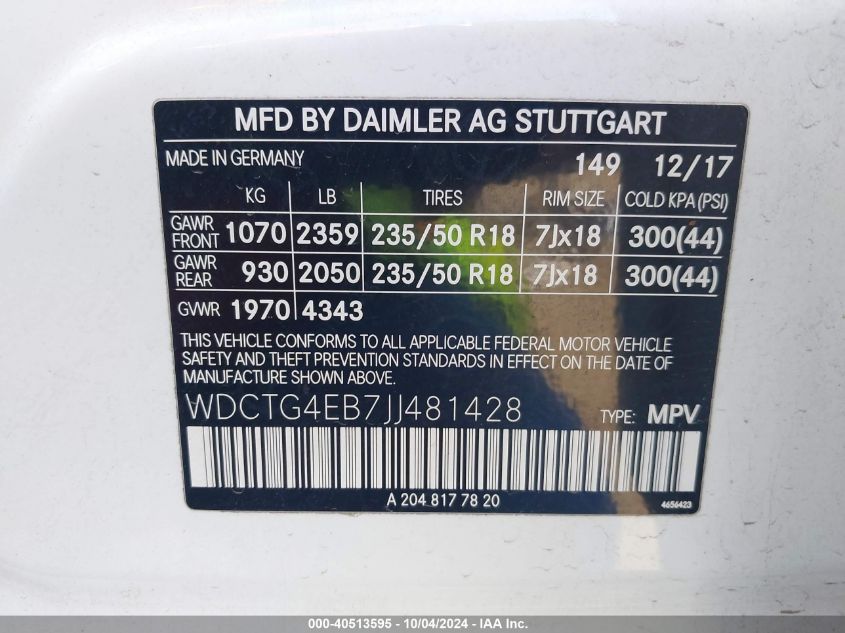 MFD BY DAIMLER AG STUTTGART
MADE IN GERMANY 149 12/17
KG LB TIRES RIM SIZE COLD KPA (PSI)
GAWR FRONT 1070 2359 235/50 R18 7Jx18 300(44)
GAWR REAR 930 2050 235/50 R18 7Jx18 300(44)
GVWR 1970 4343
THIS VEHICLE CONFORMS TO ALL APPLICABLE FEDERAL MOTOR VEHICLE
SAFETY AND THEFT PREVENTION STANDARDS IN EFFECT ON THE DATE OF
MANUFACTURE SHOWN ABOVE.
WDCTG4EB7JJ481428 TYPE: MPV
A 204 817 78 20
4656423
000-40513595 - 10/04/2024 - IAA Inc.